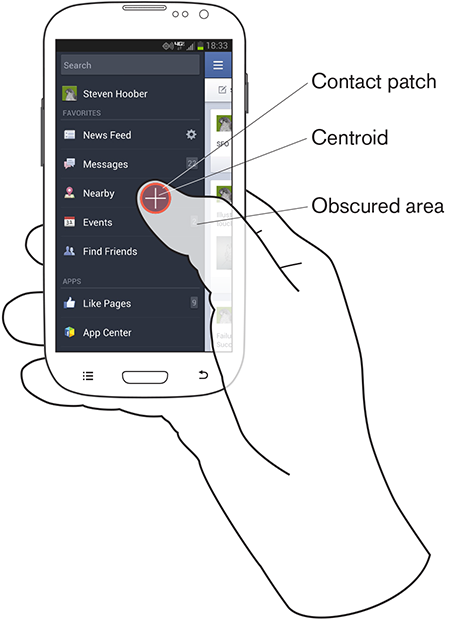 18:33
Search
Steven Hoober
FAVORITES
News Feed
Messages 22
Nearby
Events
Find Friends
APPS
Like Pages 9
App Center
SEO
Contact patch
Centroid
Obscured area